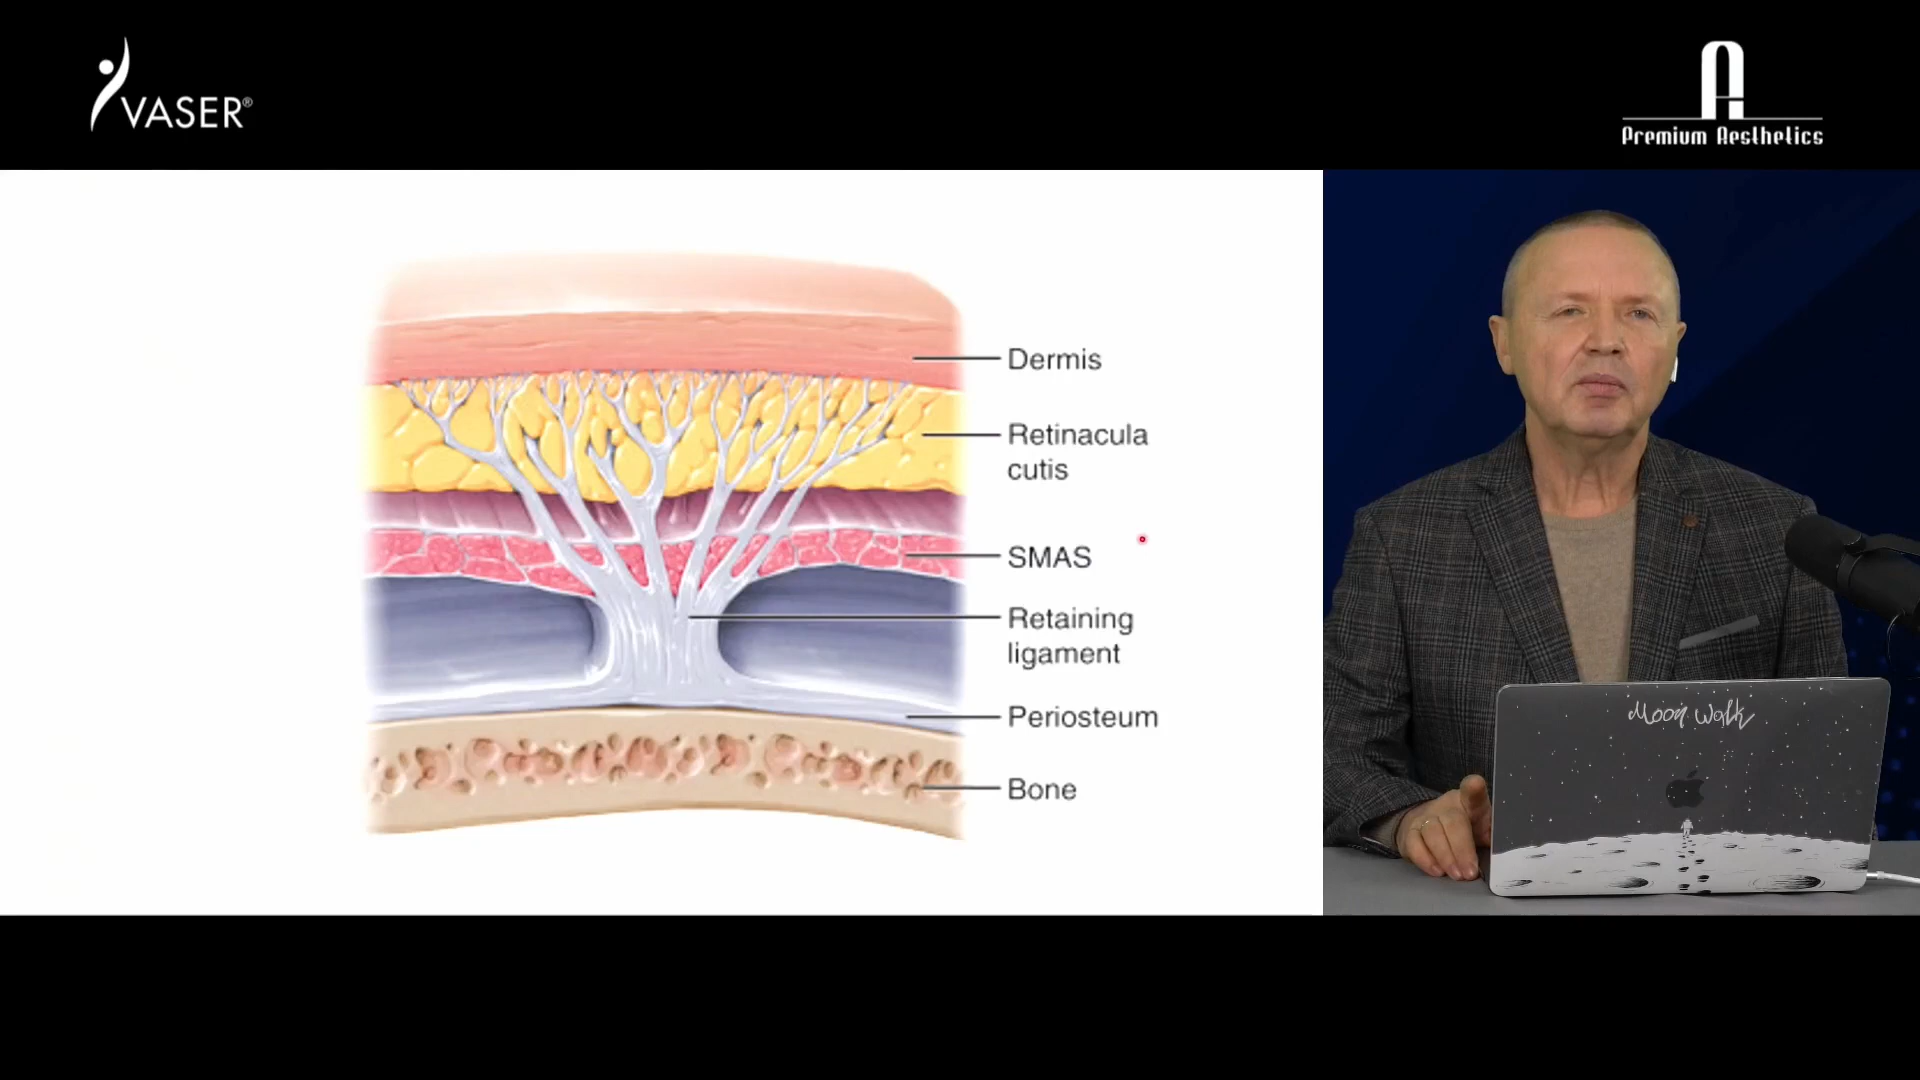 VASER®
Premium Aesthetics
Dermis
Retinacula
cutis
SMAS
Retaining
ligament
Periosteum
Bone
Moon Walk